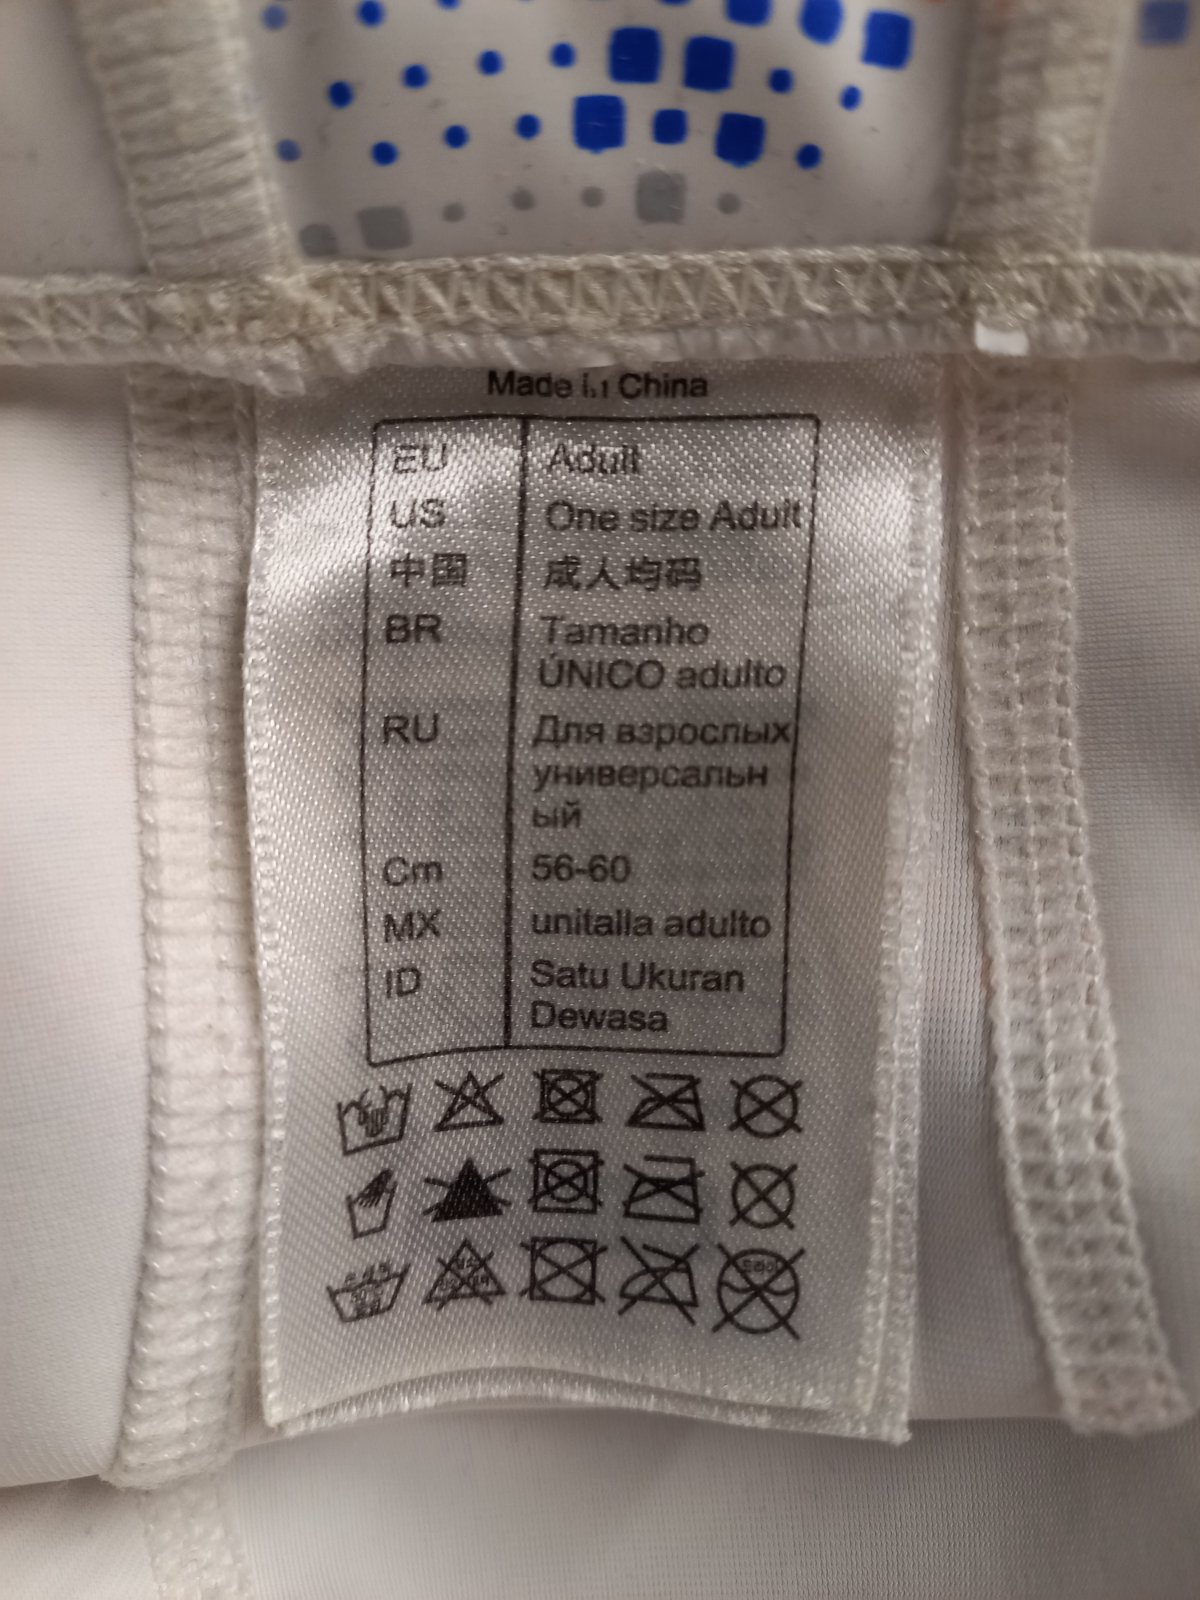 Made in China
EU Adult
US One size Adult
中国 成人均码
BR Tamanho
ÚNICO adulto
RU Для взрослых
универсальн
ый
Cm 56-60
MX unitalla adulto
ID Satu Ukuran
Dewasa